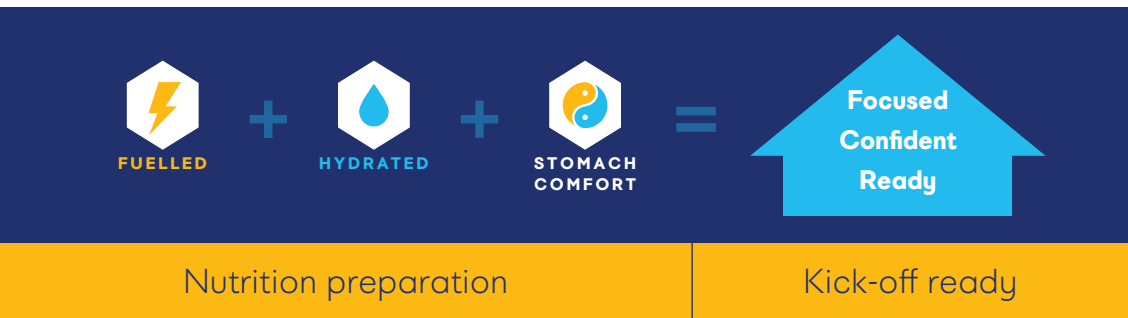 + + =
FUELLED
HYDRATED
STOMACH
COMFORT
Focused
Confident
Ready
Nutrition preparation
Kick-off ready